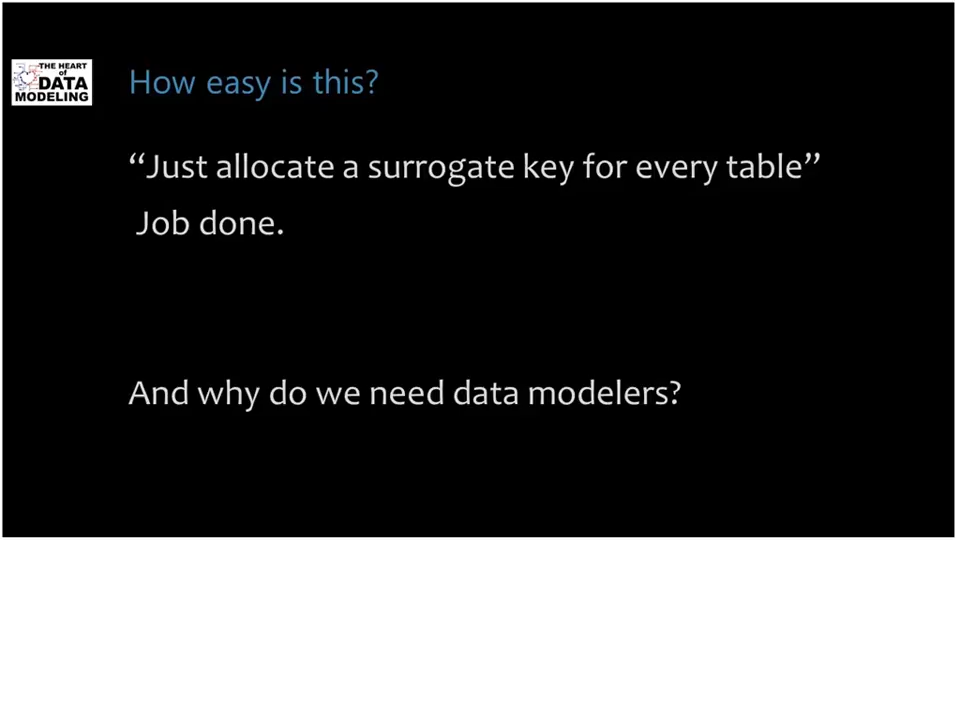 THE HEART
of
DATA
MODELING
How easy is this?
“Just allocate a surrogate key for every table”
Job done.
And why do we need data modelers?